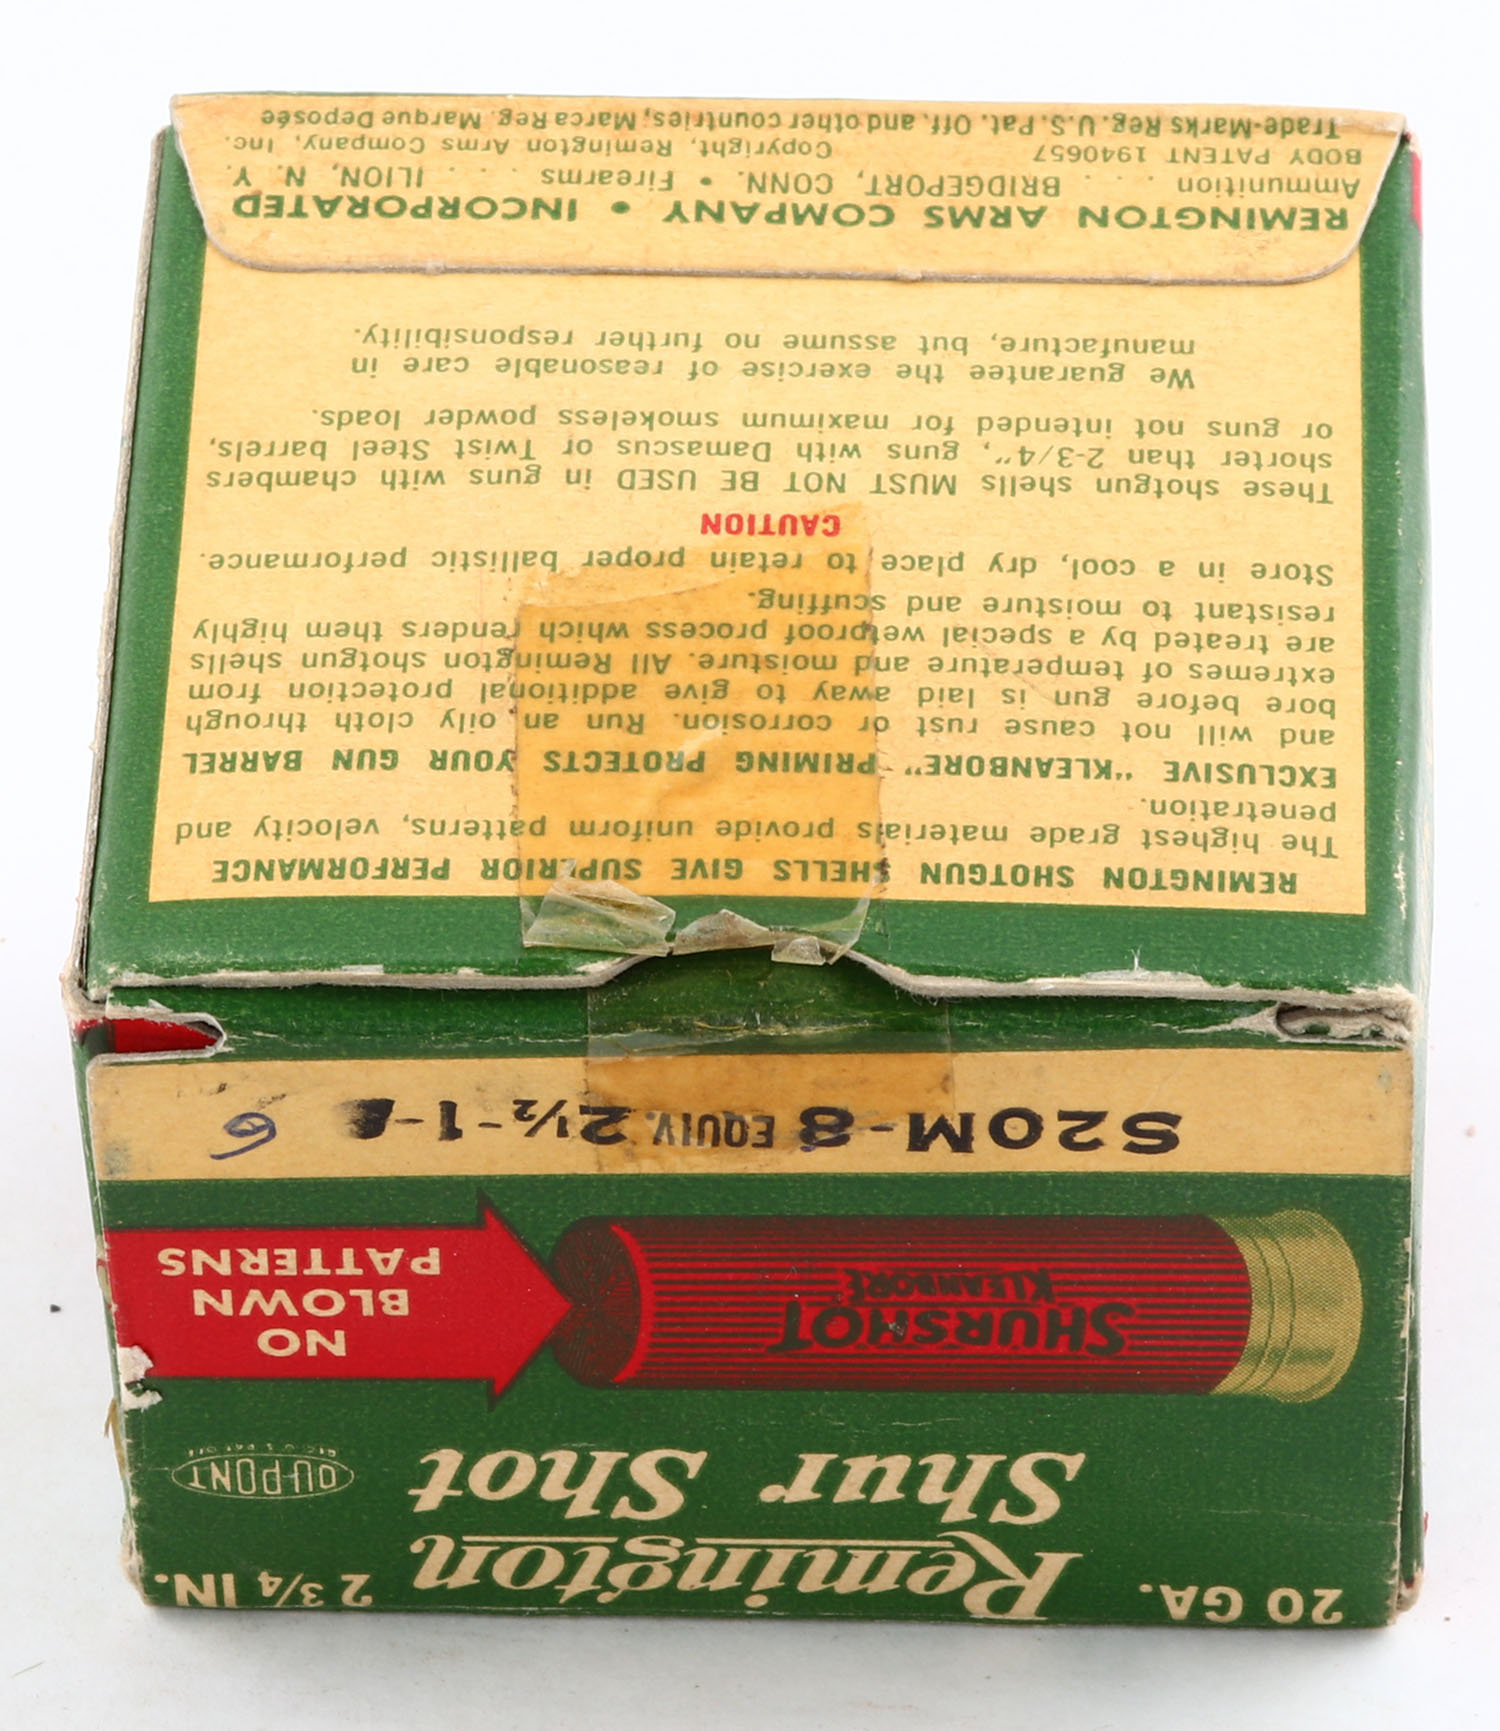 20 GA.
Remington
2 3/4 IN.
Shur Shot
DU PONT
REG. U.S. PAT. OFF.
NO
BLOWN
PATTERNS
SHURSHOT
KLEANBORE
S20M-8 EQUIV. 2½-1-
6
REMINGTON SHOTGUN SHELLS GIVE SUPERIOR PERFORMANCE
The highest grade materials provide uniform patterns, velocity and
penetration.
EXCLUSIVE "KLEANBORE" PRIMING PROTECTS YOUR GUN BARREL
and will not cause rust or corrosion. Run an oily cloth through
bore before gun is laid away to give additional protection from
extremes of temperature and moisture. All Remington shotgun shells
are treated by a special wetproof process which renders them highly
resistant to moisture and scuffing.
Store in a cool, dry place to retain proper ballistic performance.
CAUTION
These shotgun shells MUST NOT BE USED in guns with chambers
shorter than 2-3/4", guns with Damascus or Twist Steel barrels,
or guns not intended for maximum smokeless powder loads.
We guarantee the exercise of reasonable care in
manufacture, but assume no further responsibility.
REMINGTON ARMS COMPANY • INCORPORATED
Ammunition . . . BRIDGEPORT, CONN. • Firearms . . . ILION, N. Y.
BODY PATENT 1940657 Copyright, Remington Arms Company, Inc.
Trade-Marks Reg. U.S. Pat. Off. and other countries; Marca Reg. Marque Deposée